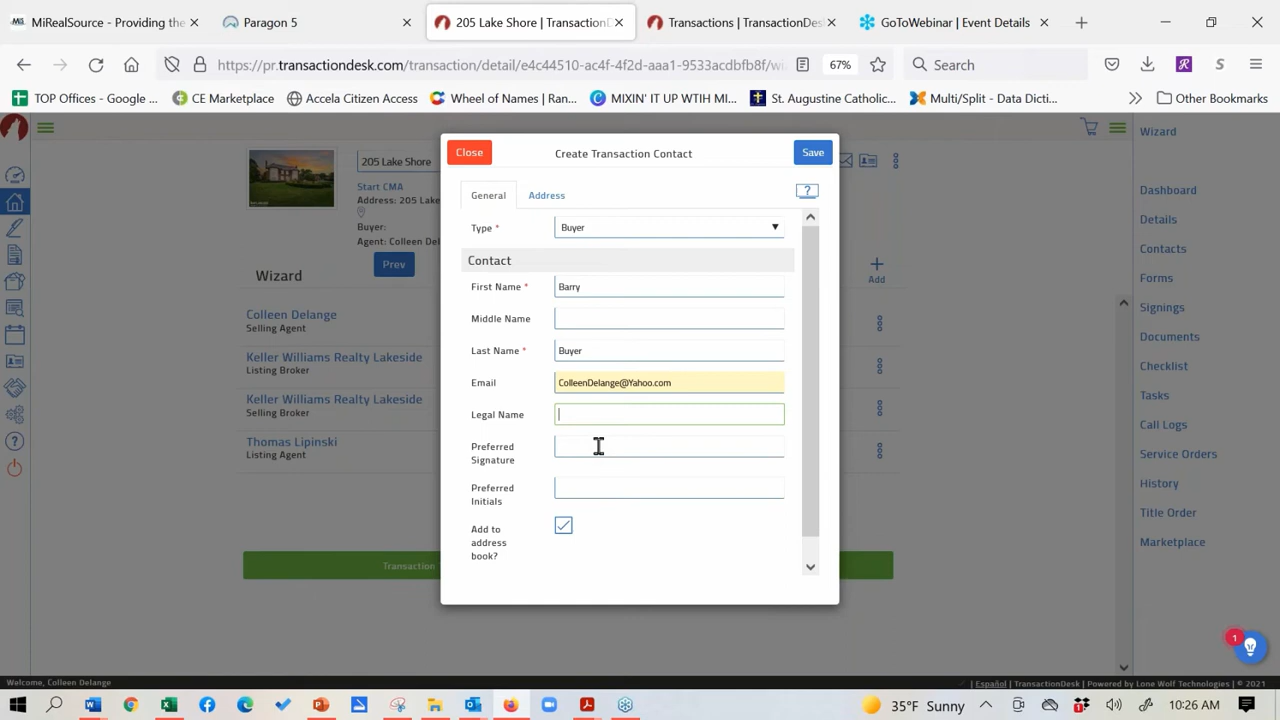 MiRealSource - Providing the
Paragon 5
205 Lake Shore | TransactionD
Transactions | TransactionDes
GoToWebinar | Event Details
https://pr.transactiondesk.com/transaction/detail/e4c44510-ac4f-4f2d-aaa1-9533acdbfb8f/wi
67%
Search
TOP Offices - Google ...
CE Marketplace
Accela Citizen Access
Wheel of Names | Ran...
MIXIN' IT UP WTIH MI...
St. Augustine Catholic...
Multi/Split - Data Dicti...
Other Bookmarks
205 Lake Shore
Start CMA
Address: 205 Lake
Buyer:
Agent: Colleen Del
Prev
Wizard
Add
Colleen Delange
Selling Agent
Keller Williams Realty Lakeside
Listing Broker
Keller Williams Realty Lakeside
Selling Broker
Thomas Lipinski
Listing Agent
Transaction
Close
Create Transaction Contact
Save
General
Address
?
Type *
Buyer
Contact
First Name *
Barry
Middle Name
Last Name *
Buyer
Email
ColleenDelange@Yahoo.com
Legal Name
Preferred
Signature
Preferred
Initials
Add to
address
book?
Wizard
Dashboard
Details
Contacts
Forms
Signings
Documents
Checklist
Tasks
Call Logs
Service Orders
History
Title Order
Marketplace
1
Welcome, Colleen Delange
| Español | TransactionDesk | Powered by Lone Wolf Technologies | © 2021
35°F Sunny
10:26 AM